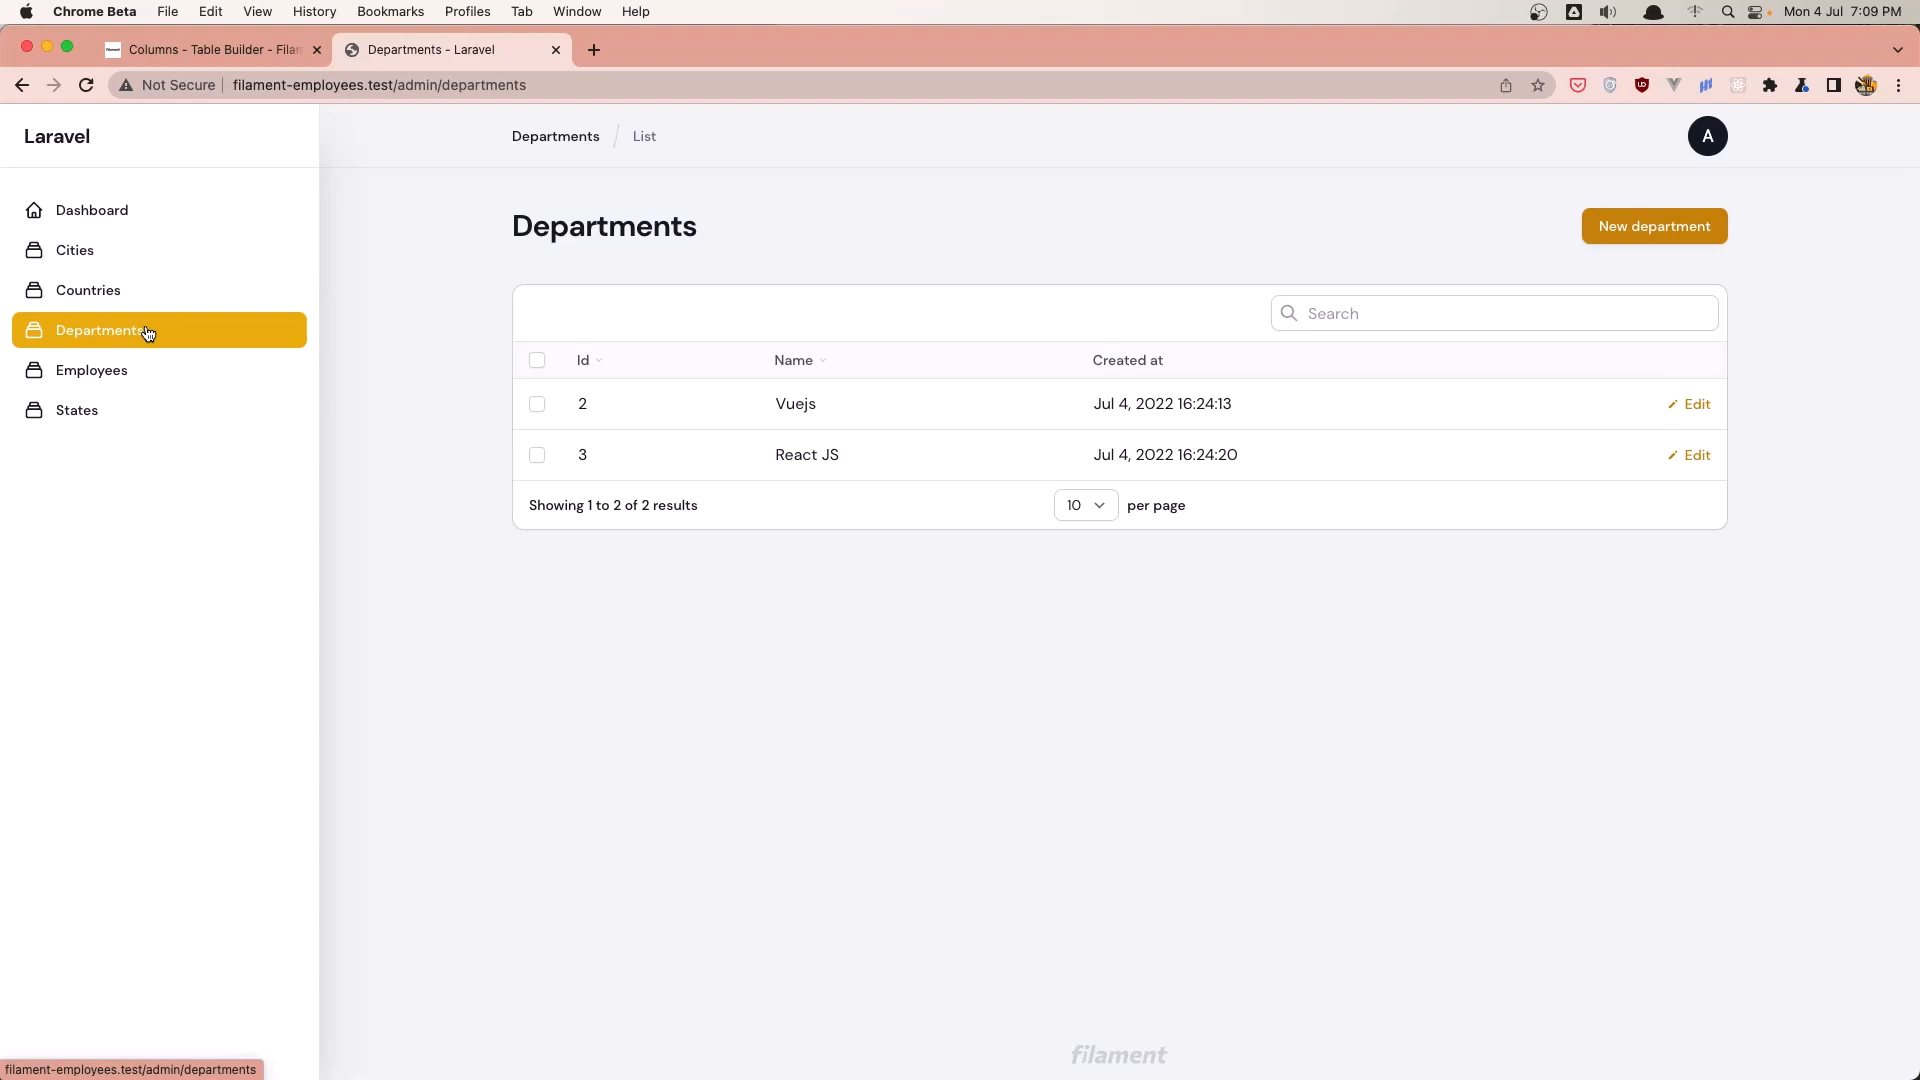 Chrome Beta File Edit View History Bookmarks Profiles Tab Window Help Mon 4 Jul 7:09 PM
Columns - Table Builder - Filam Departments - Laravel
Not Secure filament-employees.test/admin/departments
Laravel
Departments List
A
Dashboard
Cities
Countries
Departments
Employees
States
Departments
New department
Search
Id Name Created at
2 Vuejs Jul 4, 2022 16:24:13 Edit
3 React JS Jul 4, 2022 16:24:20 Edit
Showing 1 to 2 of 2 results 10 per page
filament
filament-employees.test/admin/departments